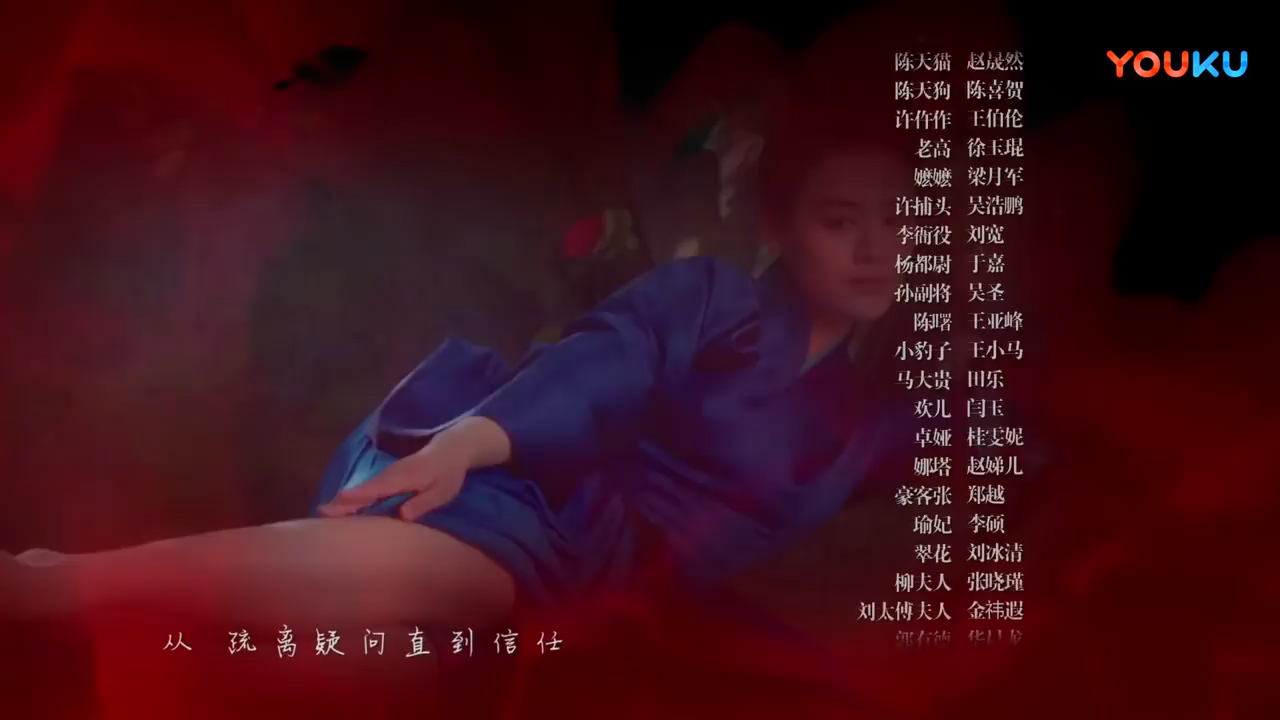 YOUKU
陈天猫 赵晟然
陈天狗 陈喜贺
许仵作 王伯伦
老高 徐玉琨
嬷嬷 梁月军
许捕头 吴浩鹏
李衙役 刘宽
杨都尉 于嘉
孙副将 吴圣
陈曙 王亚峰
小豹子 王小马
马大贵 田乐
欢儿 闫玉
卓娅 桂雯妮
娜塔 赵娣儿
豪客张 郑越
瑜妃 李硕
翠花 刘冰清
柳夫人 张晓瑾
刘太傅夫人 金祎遐
从 疏离疑问直到信任